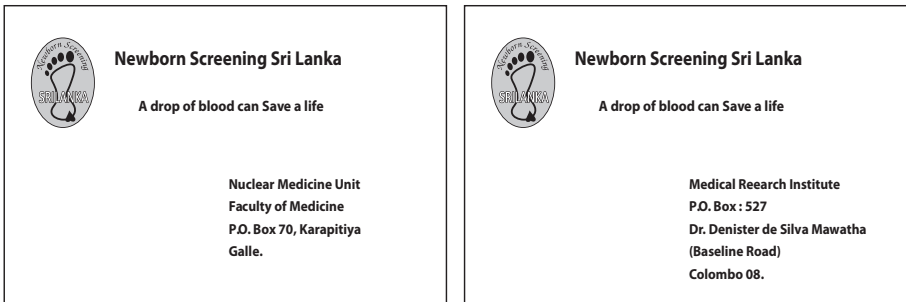 Newborn Screening
SRILANKA
Newborn Screening Sri Lanka
A drop of blood can Save a life
Nuclear Medicine Unit
Faculty of Medicine
P.O. Box 70, Karapitiya
Galle.
Newborn Screening
SRILANKA
Newborn Screening Sri Lanka
A drop of blood can Save a life
Medical Reearch Institute
P.O. Box : 527
Dr. Denister de Silva Mawatha
(Baseline Road)
Colombo 08.